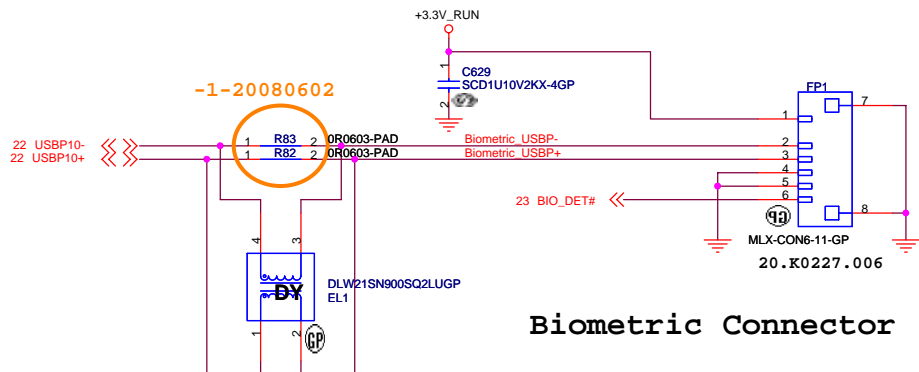 +3.3V_RUN
-1-20080602
1
C629
SCD1U10V2KX-4GP
2
FP1
7
1
22 USBP10-
1 R83 2 0R0603-PAD
Biometric_USBP-
2
22 USBP10+
1 R82 2 0R0603-PAD
Biometric_USBP+
3
4
5
23 BIO_DET#
6
GP
8
MLX-CON6-11-GP
20.K0227.006
4 3
DLW21SN900SQ2LUGP
EL1
DY
1 2
GP
Biometric Connector